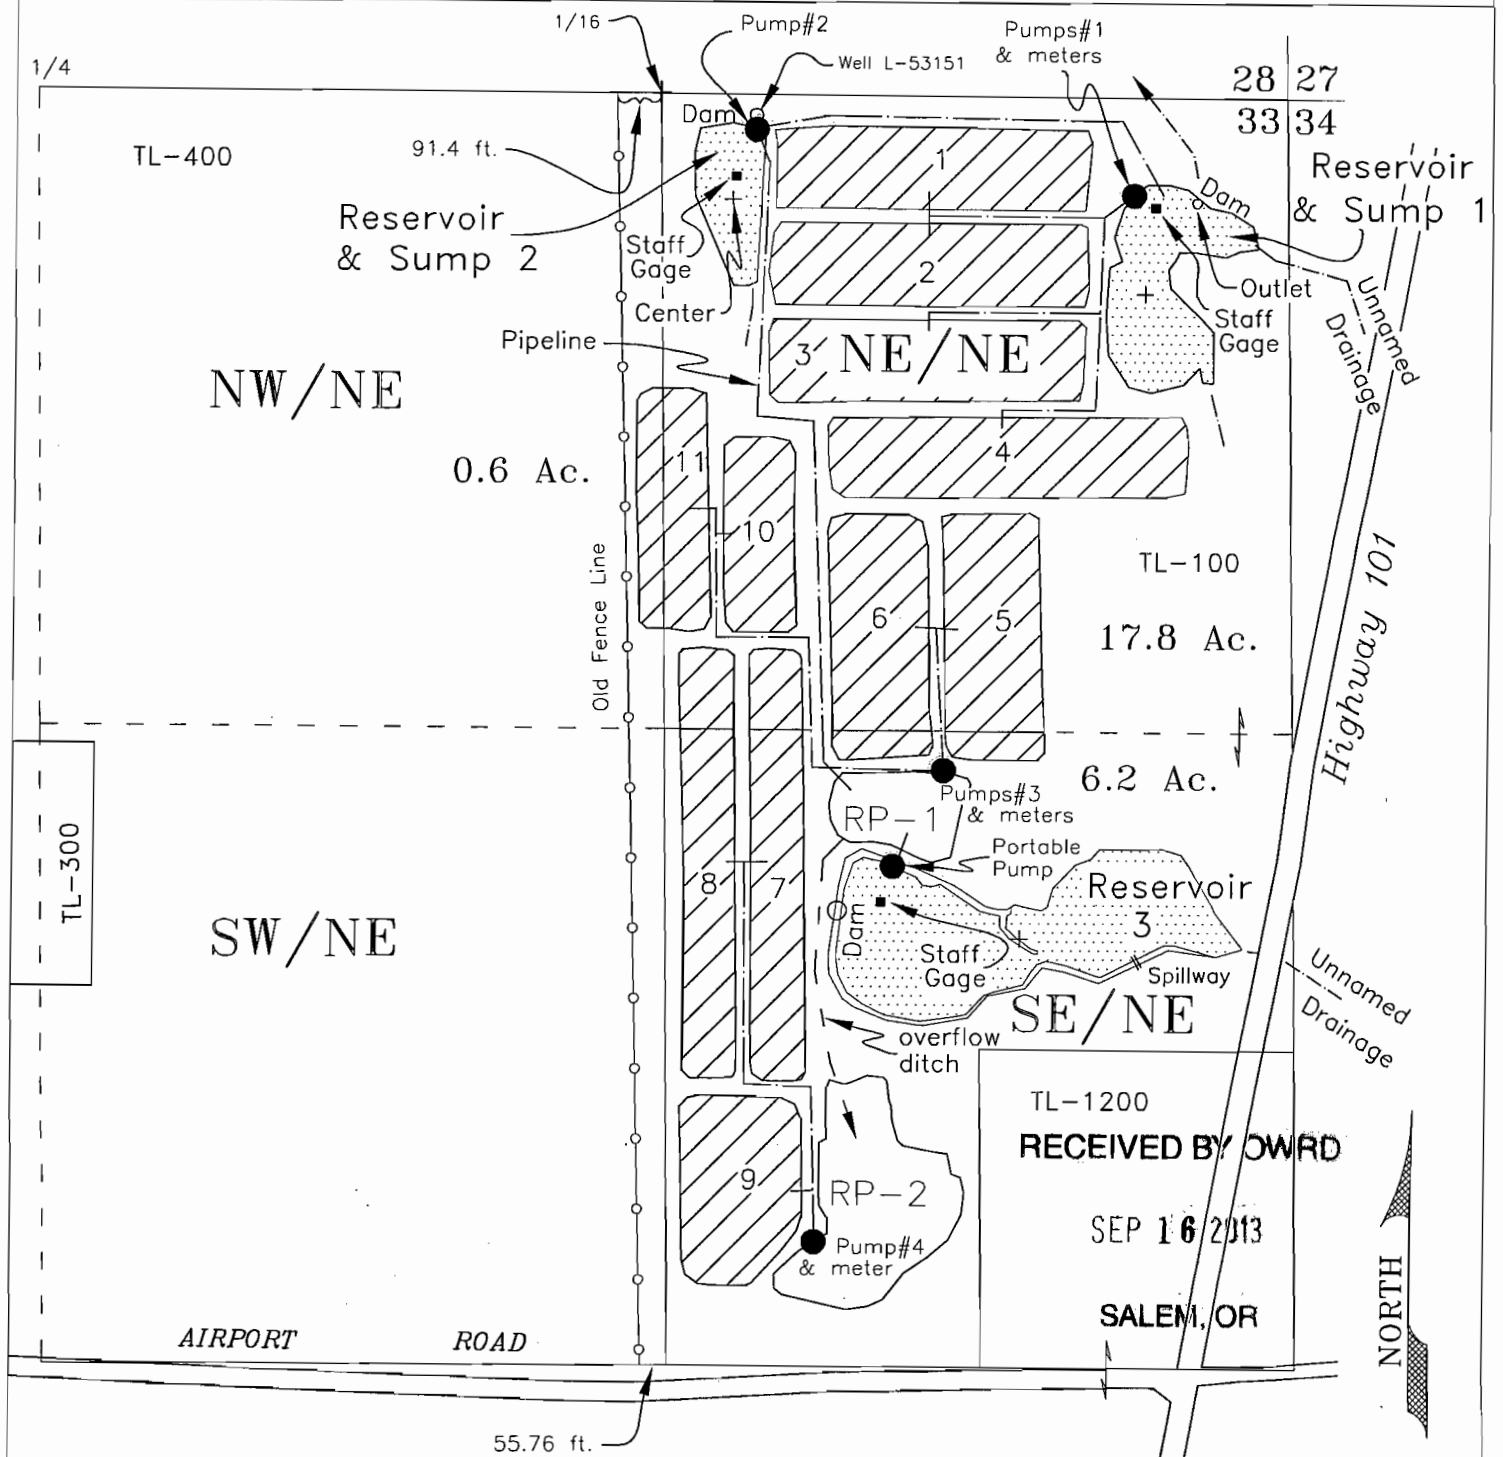 1/16
Pump#2
Pumps#1
& meters
Well L-53151
1/4
28 27
33 34
Dam
TL-400
91.4 ft.
1
Reservoir
& Sump 1
Dam
Reservoir
& Sump 2
Staff
Gage
2
Outlet
Unnamed
Drainage
Center
Staff
Gage
Pipeline
3
NE/NE
NW/NE
4
0.6 Ac.
11
10
Old Fence Line
TL-100
Highway 101
6
5
17.8 Ac.
6.2 Ac.
Pumps#3
& meters
RP-1
Portable
Pump
TL-300
8
7
Reservoir
3
Dam
SW/NE
Staff
Gage
Spillway
Unnamed
Drainage
SE/NE
overflow
ditch
TL-1200
RECEIVED BY OWRD
9
RP-2
SEP 16 2013
Pump#4
& meter
SALEM, OR
NORTH
AIRPORT ROAD
55.76 ft.